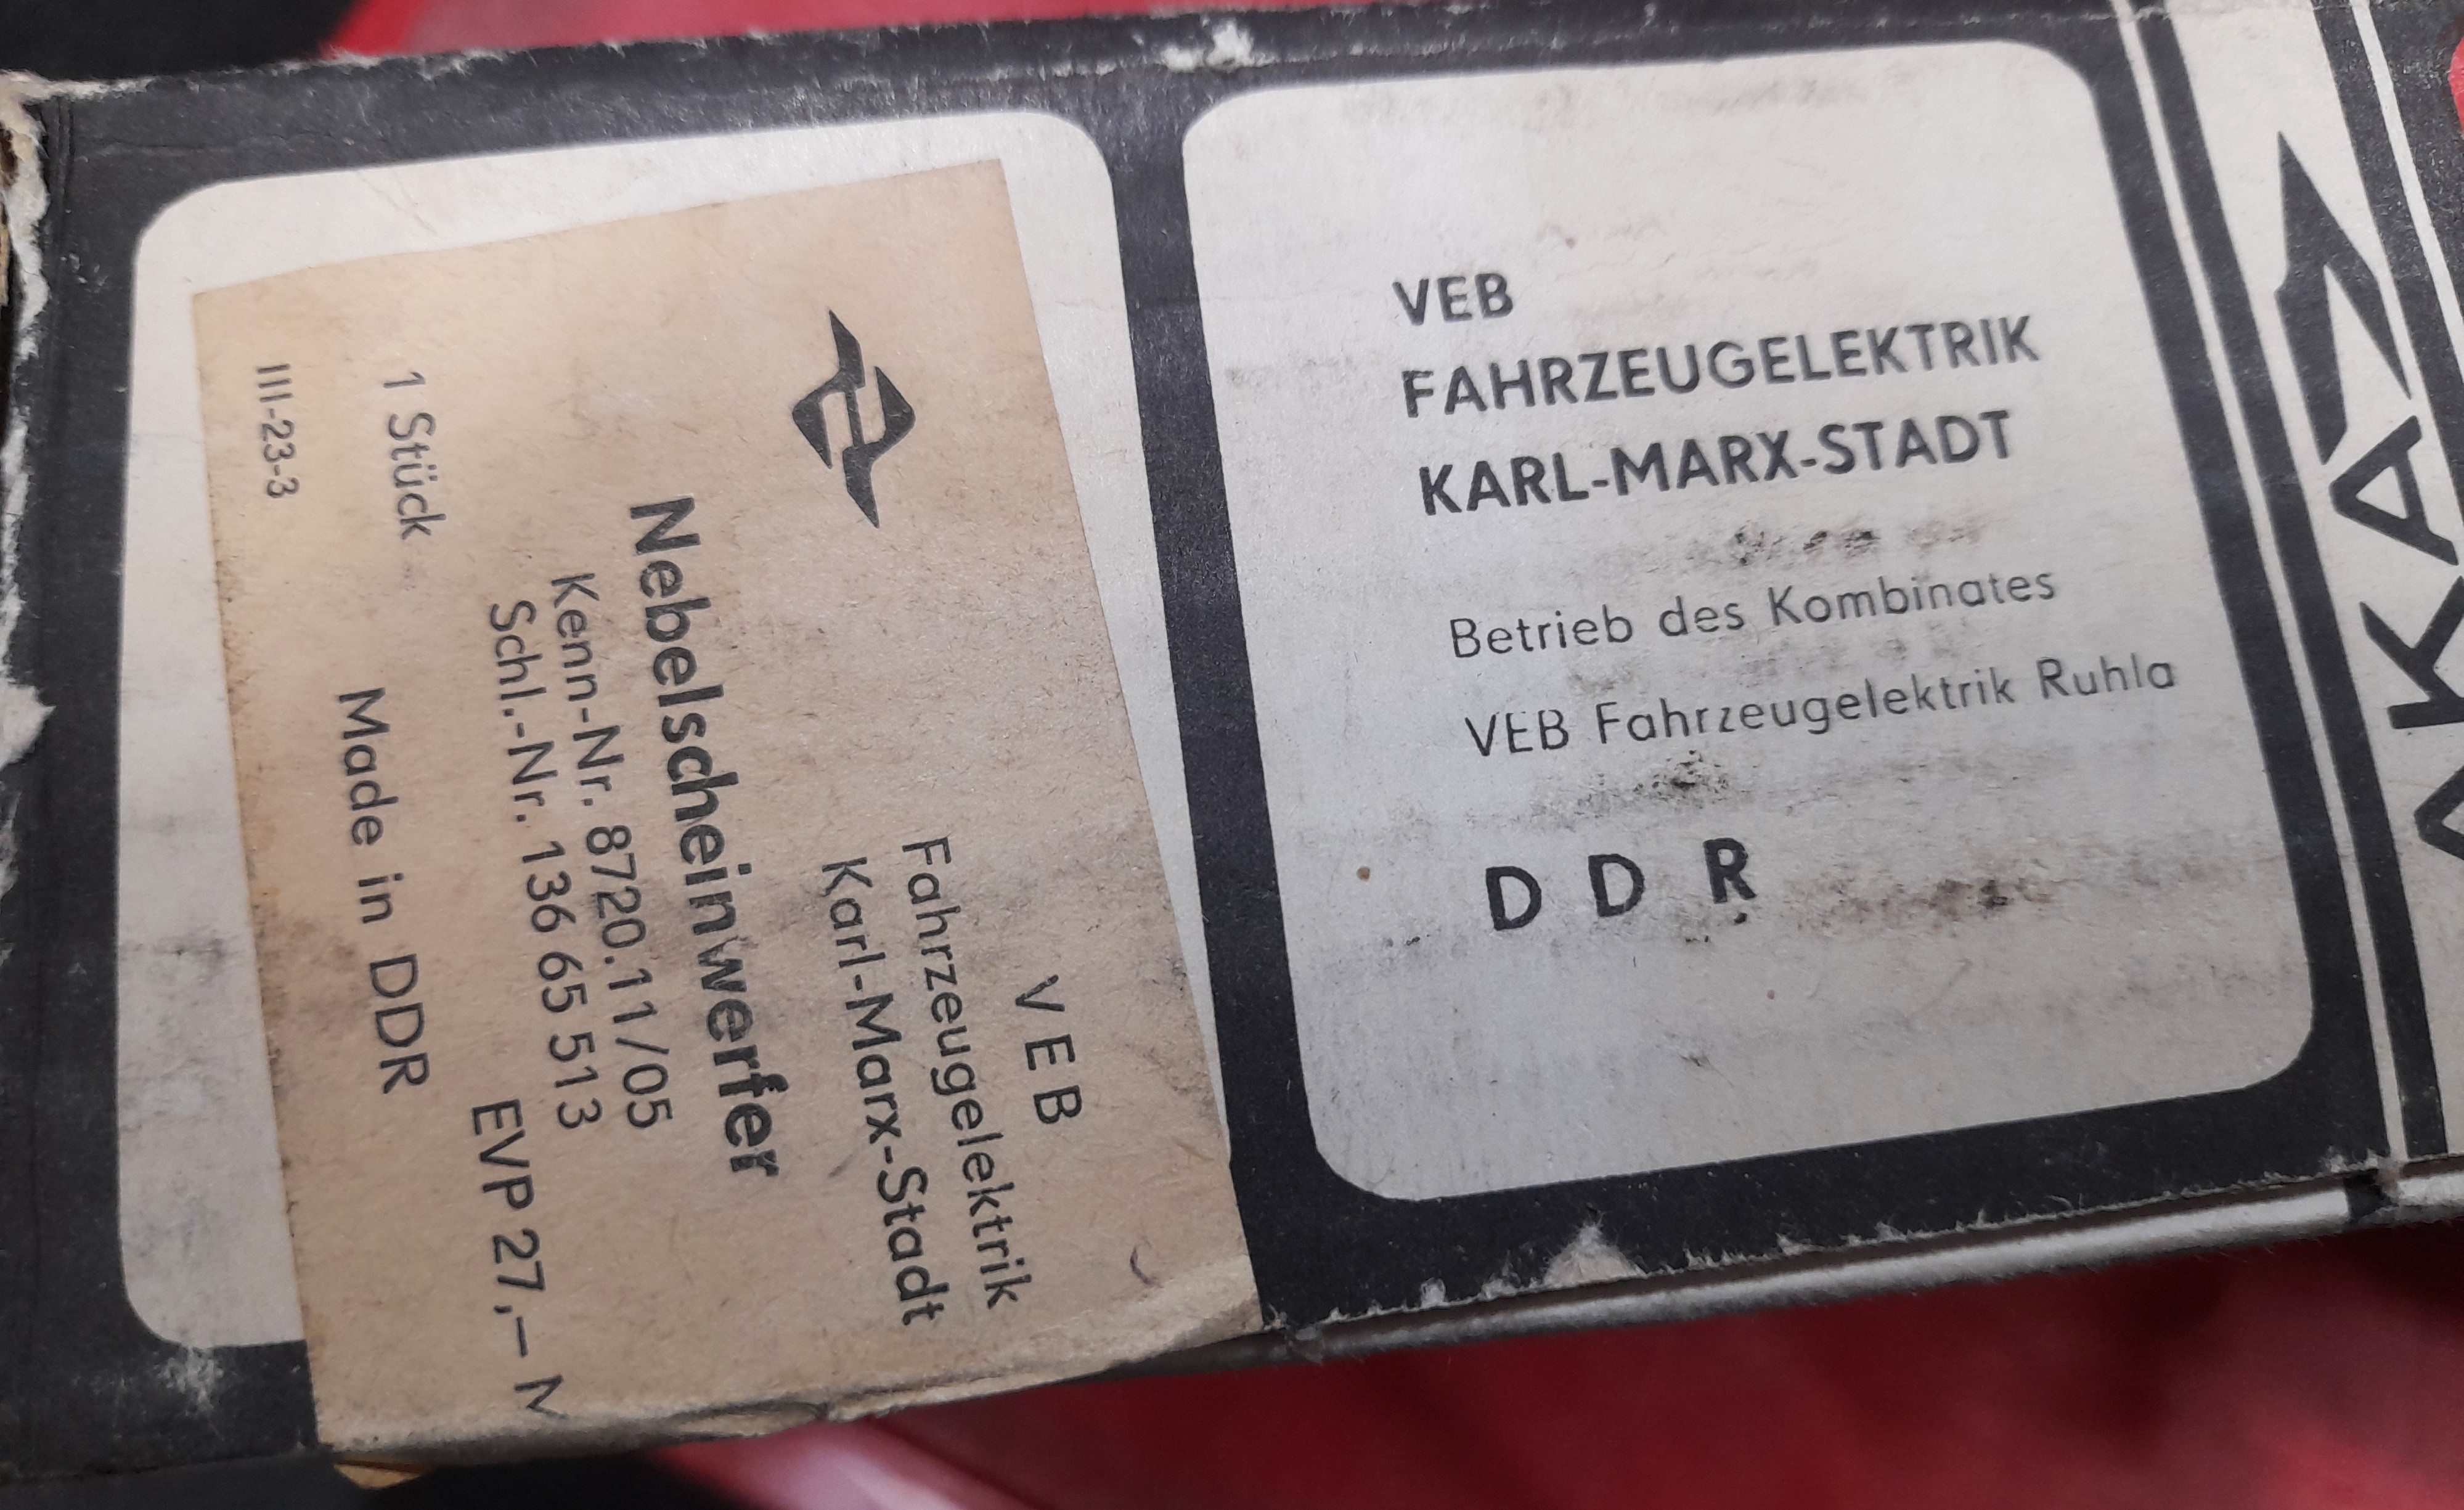 VEB
Fahrzeugelektrik
Karl-Marx-Stadt
Nebelscheinwerfer
Kenn-Nr. 8720.11/05
Schl.-Nr. 136 65 513
EVP 27,— M
1 Stück
Made in DDR
III-23-3
VEB
FAHRZEUGELEKTRIK
KARL-MARX-STADT
Betrieb des Kombinates
VEB Fahrzeugelektrik Ruhla
DDR